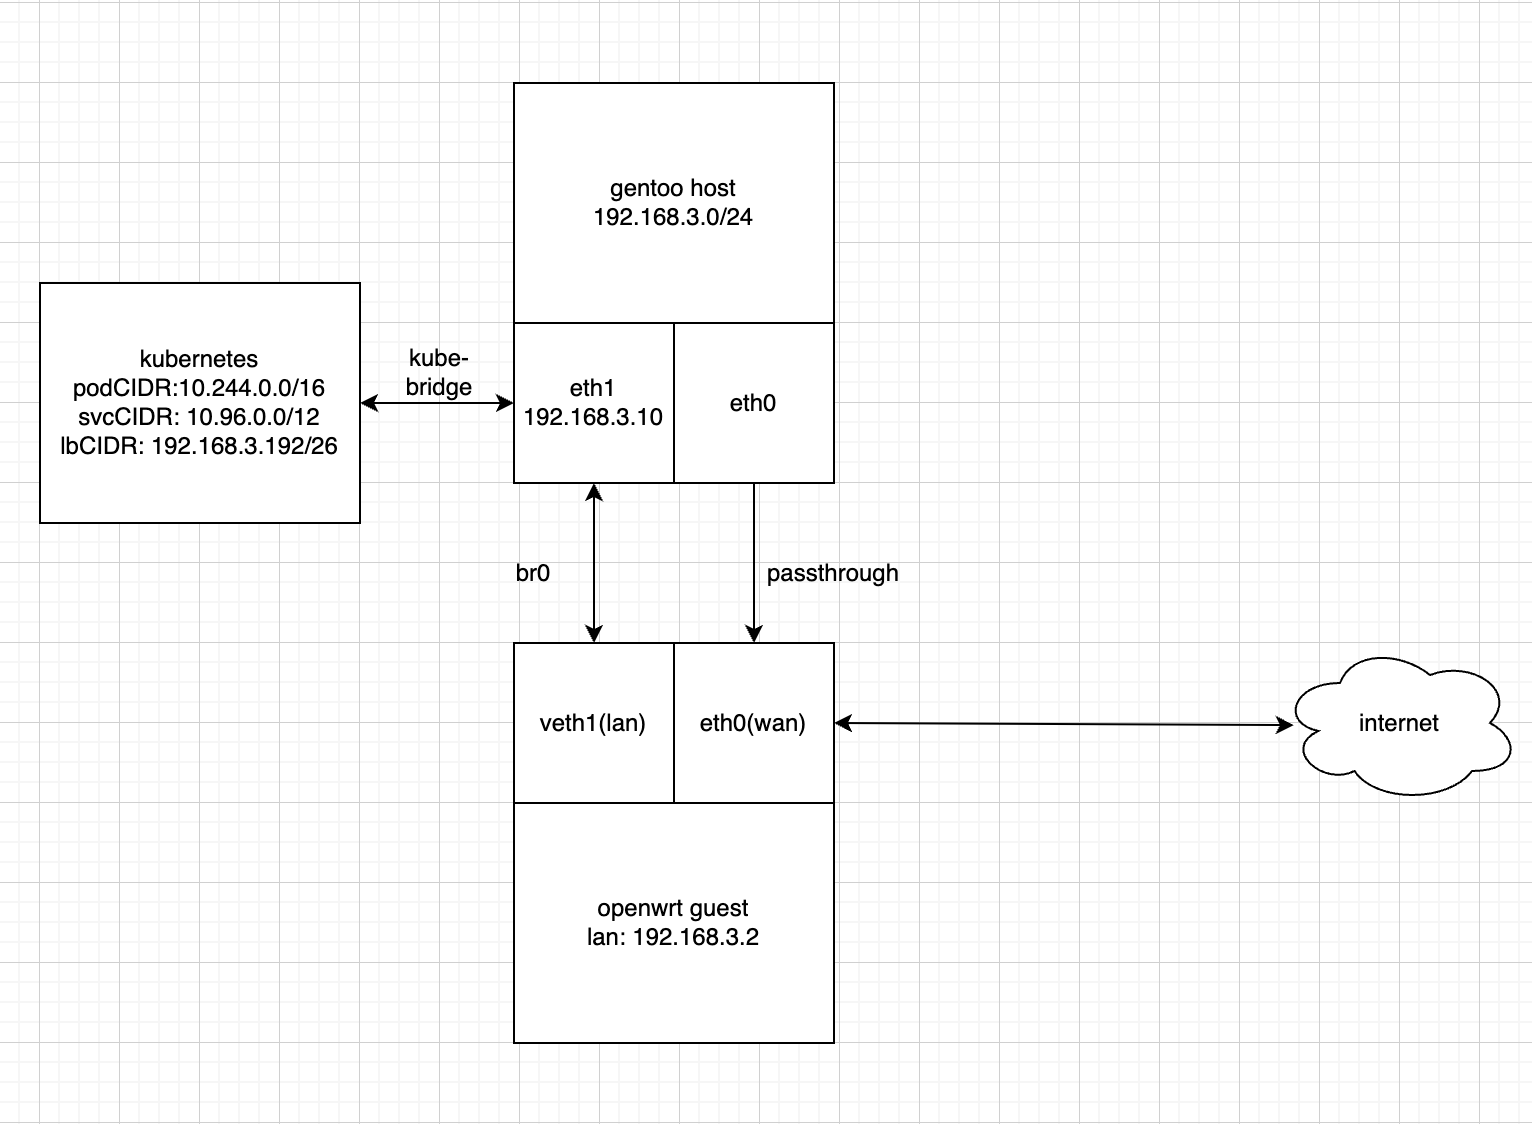 gentoo host
192.168.3.0/24
kubernetes
podCIDR:10.244.0.0/16
svcCIDR: 10.96.0.0/12
lbCIDR: 192.168.3.192/26
kube-
bridge
eth1
192.168.3.10
eth0
br0
passthrough
veth1(lan)
eth0(wan)
internet
openwrt guest
lan: 192.168.3.2